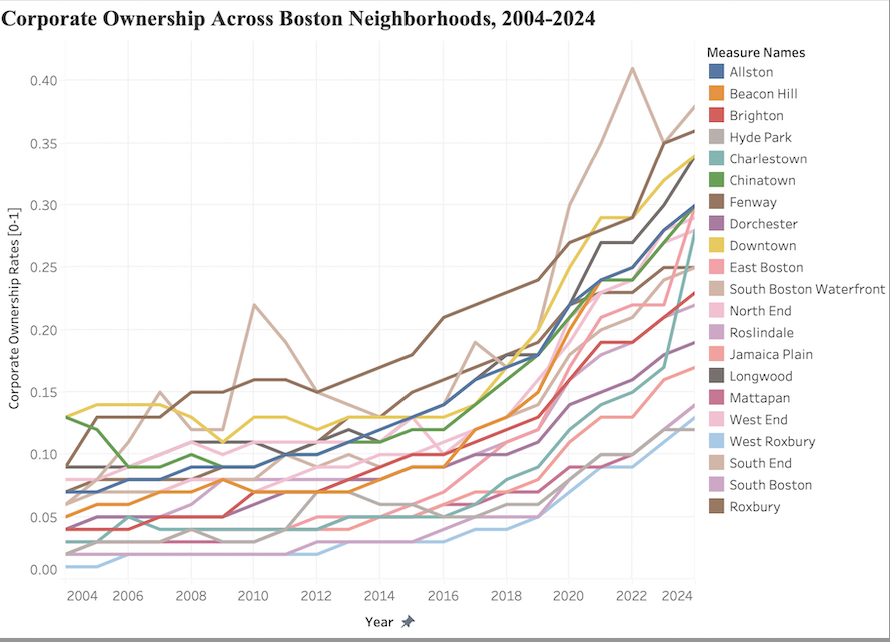 Corporate Ownership Across Boston Neighborhoods, 2004-2024
Measure Names
Allston
Beacon Hill
Brighton
Hyde Park
Charlestown
Chinatown
Fenway
Dorchester
Downtown
East Boston
South Boston Waterfront
North End
Roslindale
Jamaica Plain
Longwood
Mattapan
West End
West Roxbury
South End
South Boston
Roxbury
Corporate Ownership Rates [0-1]
0.40
0.35
0.30
0.25
0.20
0.15
0.10
0.05
0.00
2004 2006 2008 2010 2012 2014 2016 2018 2020 2022 2024
Year